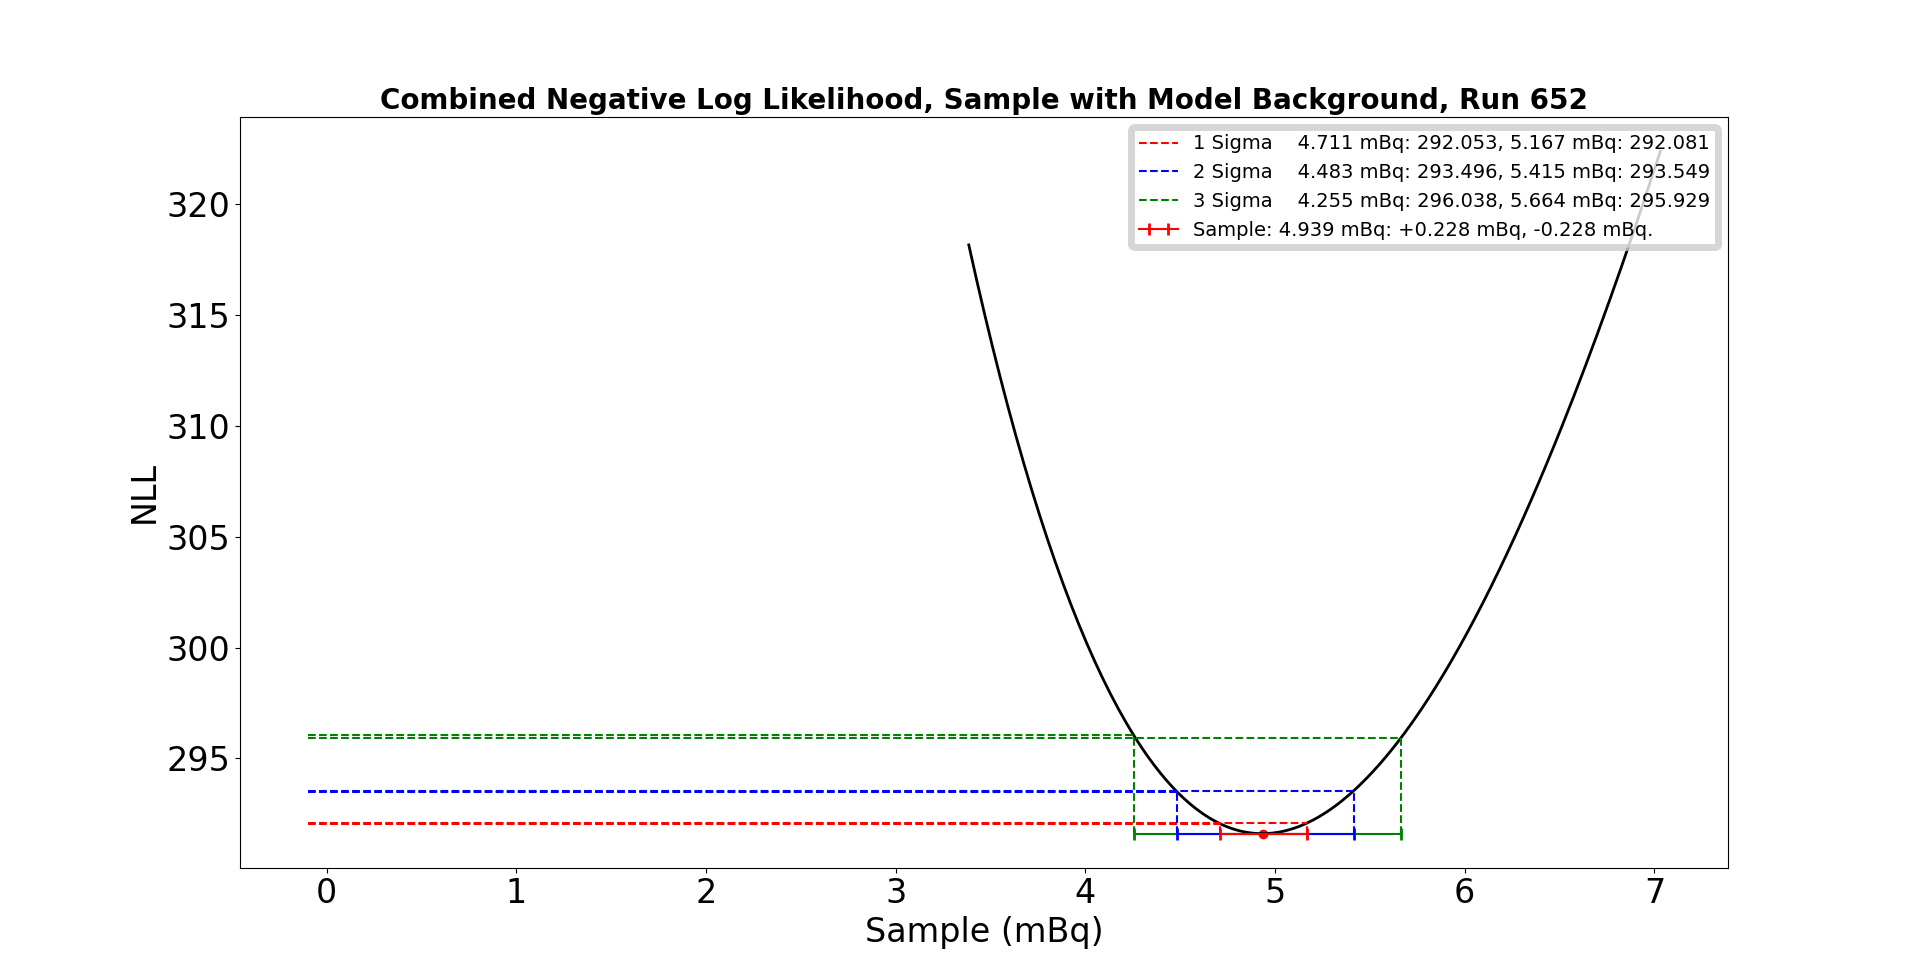 Combined Negative Log Likelihood, Sample with Model Background, Run 652
1 Sigma    4.711 mBq: 292.053, 5.167 mBq: 292.081
2 Sigma    4.483 mBq: 293.496, 5.415 mBq: 293.549
3 Sigma    4.255 mBq: 296.038, 5.664 mBq: 295.929
Sample: 4.939 mBq: +0.228 mBq, -0.228 mBq.
NLL
320
315
310
305
300
295
0 1 2 3 4 5 6 7
Sample (mBq)